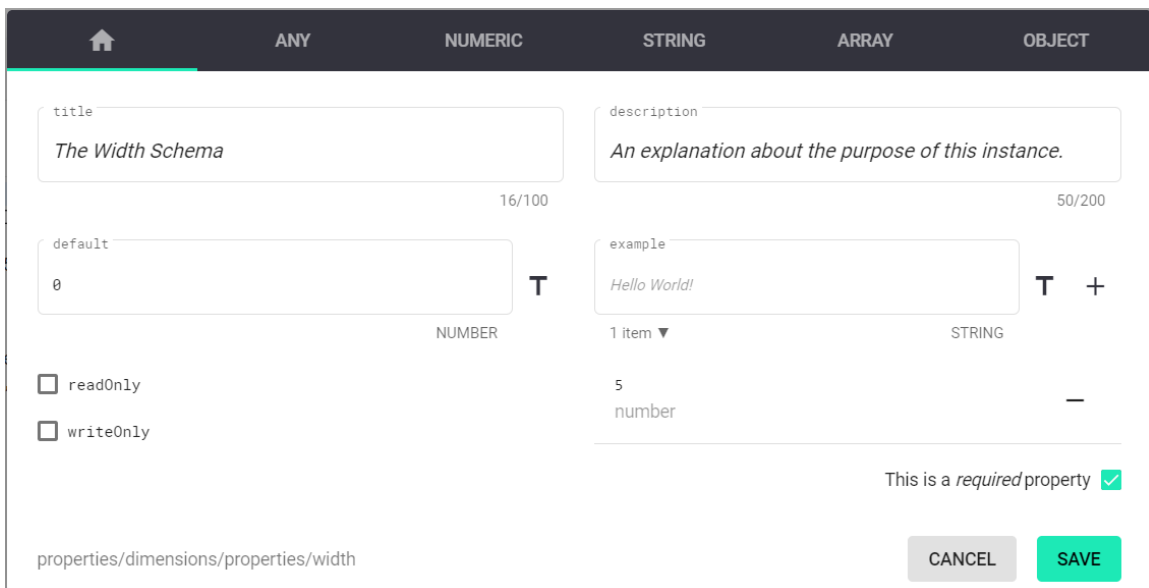 ANY NUMERIC STRING ARRAY OBJECT
title
The Width Schema
16/100
description
An explanation about the purpose of this instance.
50/200
default
0
NUMBER
example
Hello World!
1 item ▼ STRING
5
number
readOnly
writeOnly
This is a required property
properties/dimensions/properties/width
CANCEL SAVE